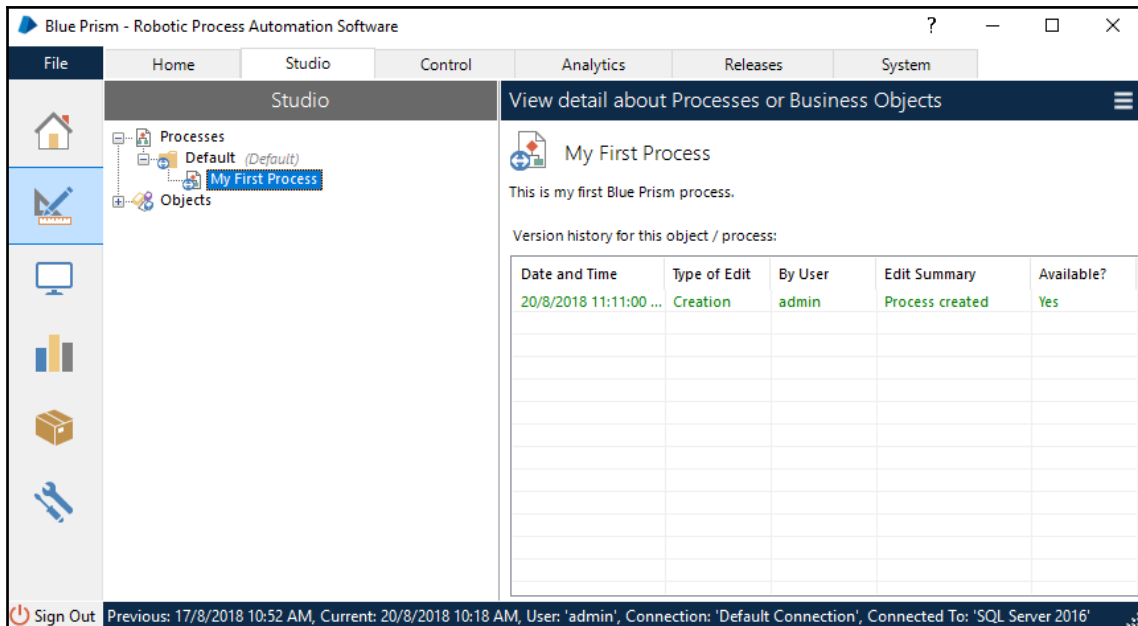 Blue Prism - Robotic Process Automation Software
?
File Home Studio Control Analytics Releases System
Studio
View detail about Processes or Business Objects
Processes
Default (Default)
My First Process
Objects
My First Process
This is my first Blue Prism process.
Version history for this object / process:
Date and Time Type of Edit By User Edit Summary Available?
20/8/2018 11:11:00 ... Creation admin Process created Yes
Sign Out Previous: 17/8/2018 10:52 AM, Current: 20/8/2018 10:18 AM, User: 'admin', Connection: 'Default Connection', Connected To: 'SQL Server 2016'